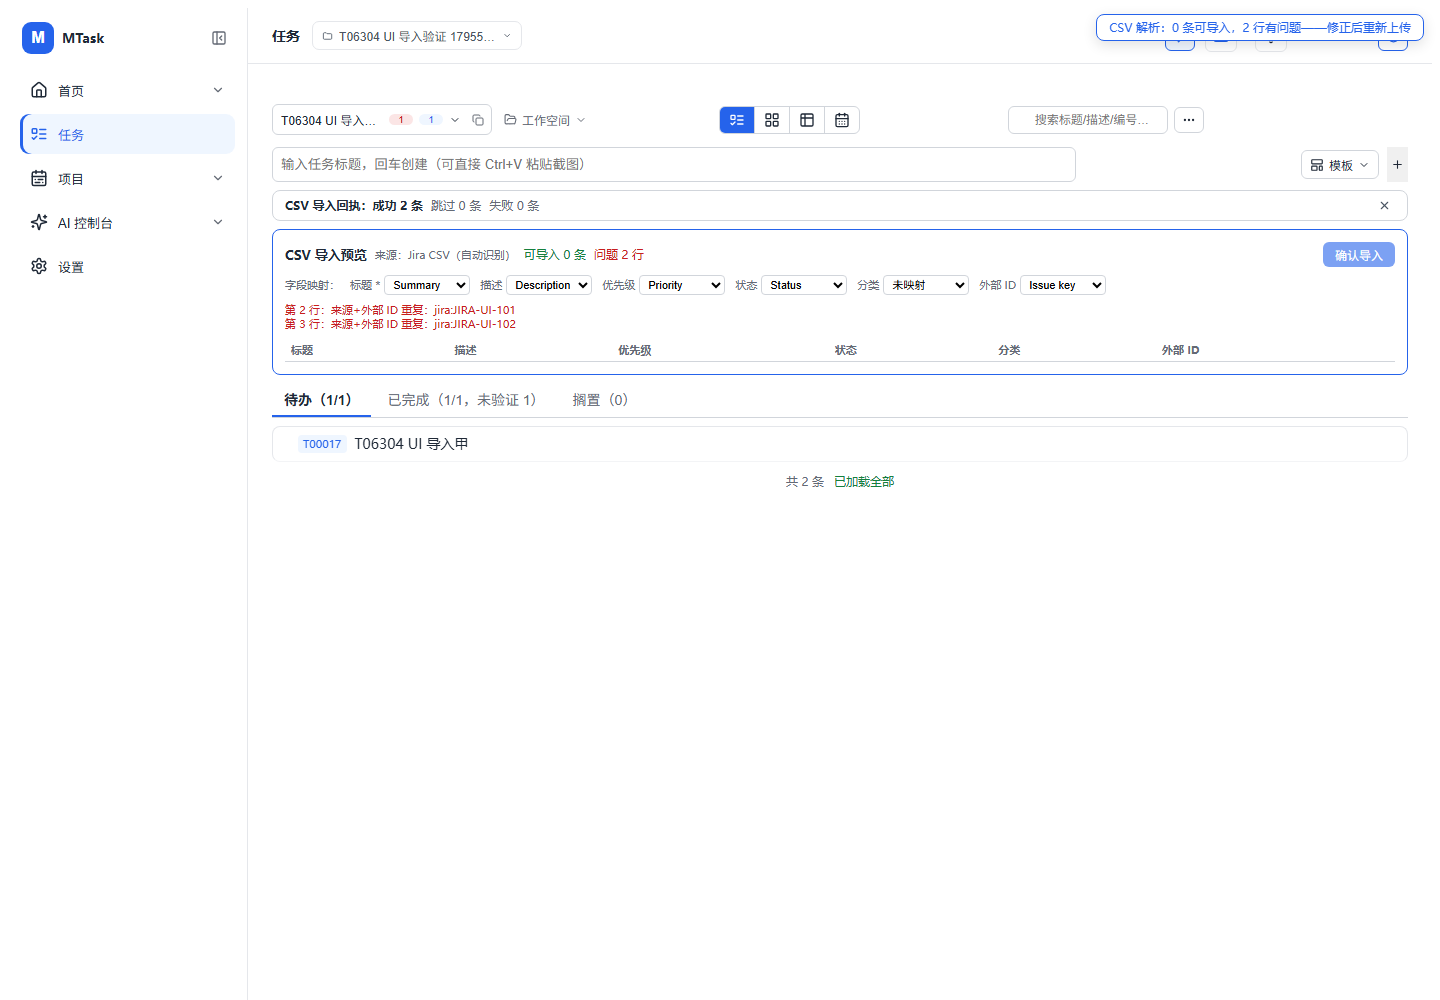 M MTask
首页
任务
项目
AI 控制台
设置
任务 T06304 UI 导入验证 17955...
CSV 解析：0 条可导入，2 行有问题——修正后重新上传
T06304 UI 导入... 1 1 工作空间 搜索标题/描述/编号...
输入任务标题，回车创建（可直接 Ctrl+V 粘贴截图） 模板
CSV 导入回执：成功 2 条 跳过 0 条 失败 0 条
CSV 导入预览 来源：Jira CSV（自动识别） 可导入 0 条 问题 2 行 确认导入
字段映射： 标题 * Summary 描述 Description 优先级 Priority 状态 Status 分类 未映射 外部 ID Issue key
第 2 行：来源+外部 ID 重复：jira:JIRA-UI-101
第 3 行：来源+外部 ID 重复：jira:JIRA-UI-102
标题 描述 优先级 状态 分类 外部 ID
待办（1/1） 已完成（1/1，未验证 1） 搁置（0）
T00017 T06304 UI 导入甲
共 2 条 已加载全部